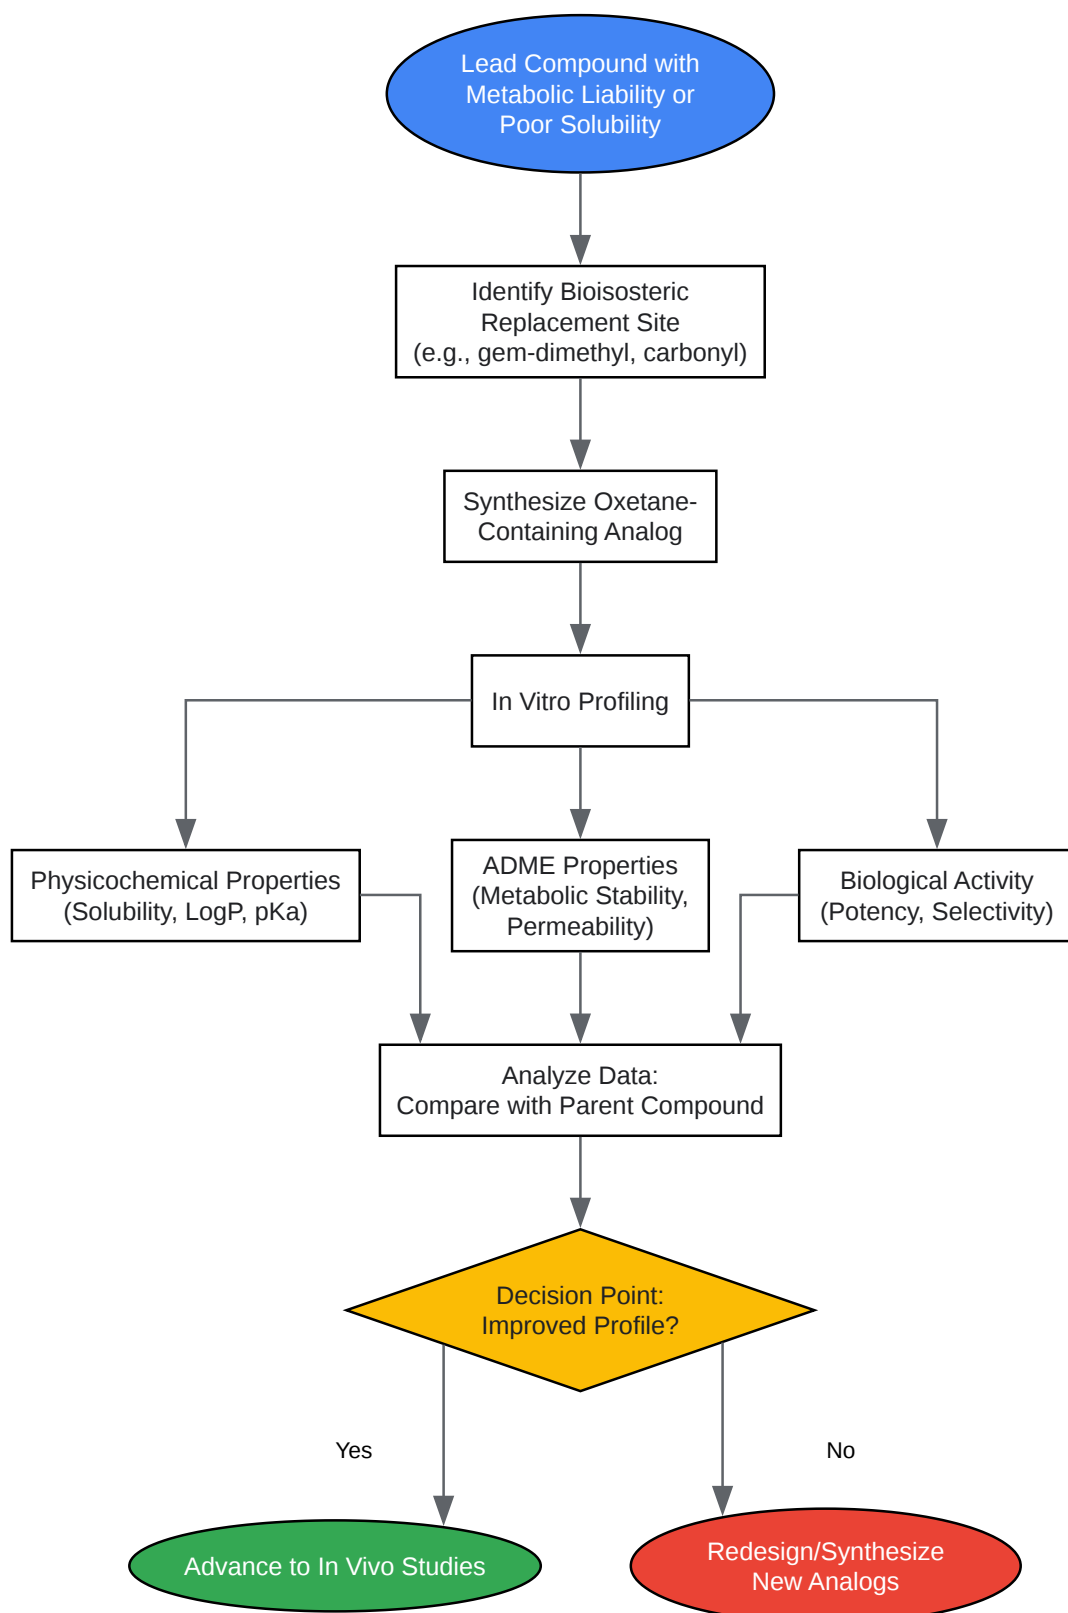 Lead Compound with
Metabolic Liability or
Poor Solubility
Identify Bioisosteric
Replacement Site
(e.g., gem-dimethyl, carbonyl)
Synthesize Oxetane-
Containing Analog
In Vitro Profiling
Physicochemical Properties
(Solubility, LogP, pKa)
ADME Properties
(Metabolic Stability,
Permeability)
Biological Activity
(Potency, Selectivity)
Analyze Data:
Compare with Parent Compound
Decision Point:
Improved Profile?
Yes
No
Advance to In Vivo Studies
Redesign/Synthesize
New Analogs